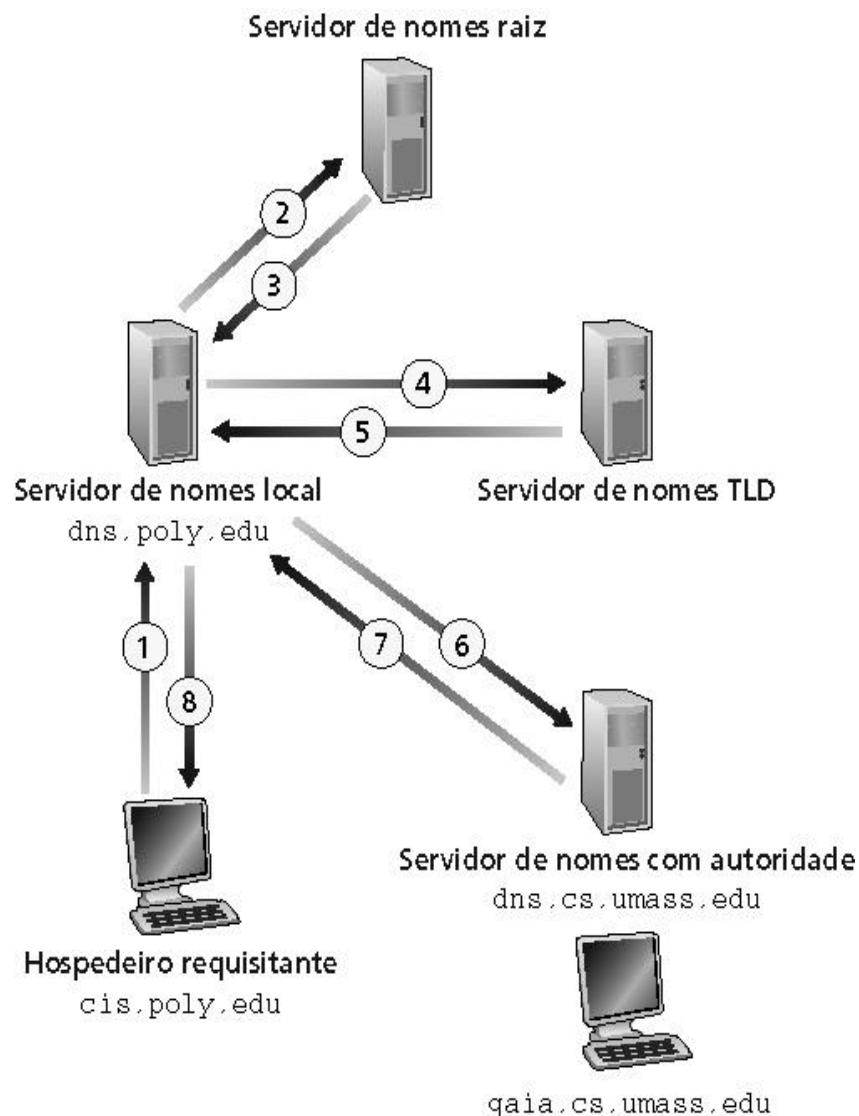 Servidor de nomes raiz
2
3
4
5
Servidor de nomes local
dns.poly.edu
Servidor de nomes TLD
1
8
7
6
Servidor de nomes com autoridade
dns.cs.umass.edu
Hospedeiro requisitante
cis.poly.edu
gaia.cs.umass.edu